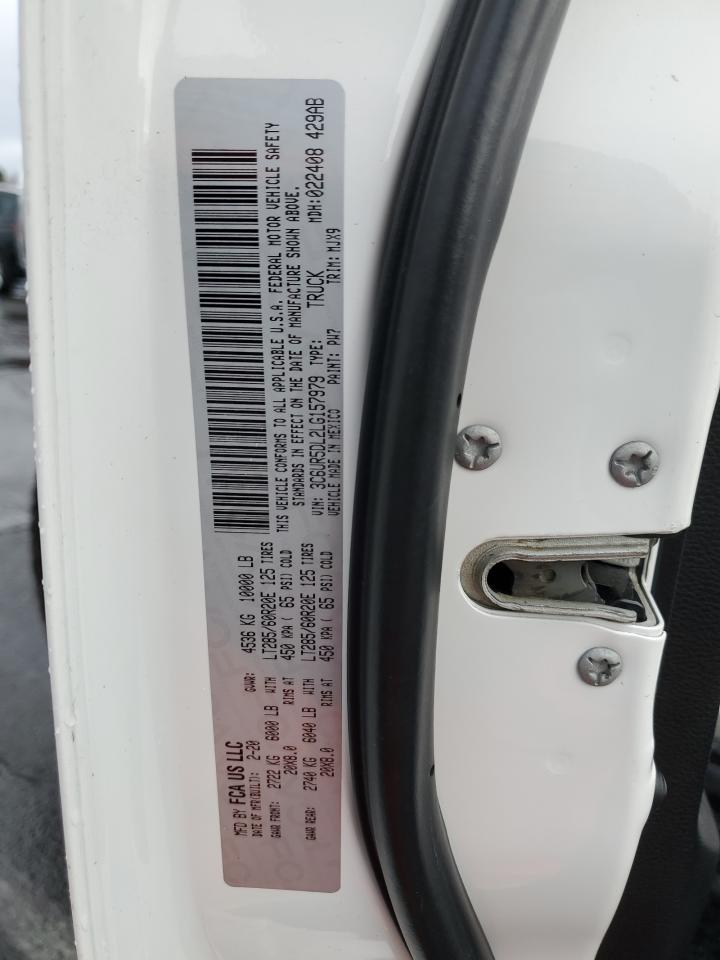 MFD BY FCA US LLC
DATE OF MFR(BUILT): 2-20 GVWR: 4536 KG 10000 LB
GAWR FRONT: 2722 KG 6000 LB WITH LT285/60R20E 125 TIRES
20X8.0 RIMS AT 450 KPA ( 65 PSI) COLD
GAWR REAR: 2740 KG 6040 LB WITH LT285/60R20E 125 TIRES
20X8.0 RIMS AT 450 KPA ( 65 PSI) COLD
THIS VEHICLE CONFORMS TO ALL APPLICABLE U.S.A. FEDERAL MOTOR VEHICLE SAFETY
STANDARDS IN EFFECT ON THE DATE OF MANUFACTURE SHOWN ABOVE.
VIN: 3C6UR5DL2LG157979 TYPE: TRUCK MDH: 022408 429AB
VEHICLE MADE IN MEXICO PAINT: PW7 TRIM: MJX9